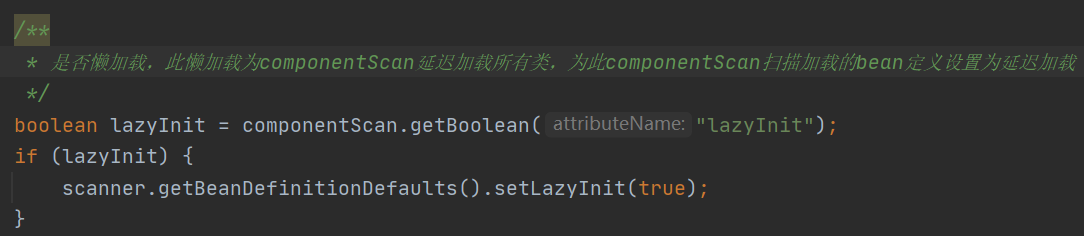 /**
 * 是否懒加载，此懒加载为componentScan延迟加载所有类，为此componentScan扫描加载的bean定义设置为延迟加载
 */
boolean lazyInit = componentScan.getBoolean( attributeName: "lazyInit");
if (lazyInit) {
    scanner.getBeanDefinitionDefaults().setLazyInit(true);
}